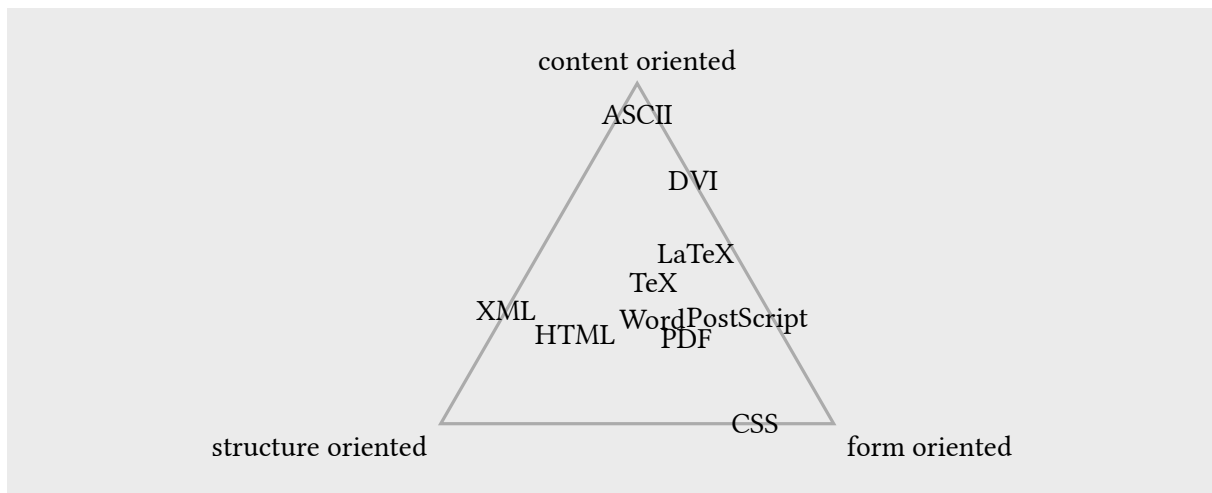 content oriented
ASCII
DVI
LaTeX
TeX
XML
WordPostScript
HTML
PDF
CSS
structure oriented
form oriented